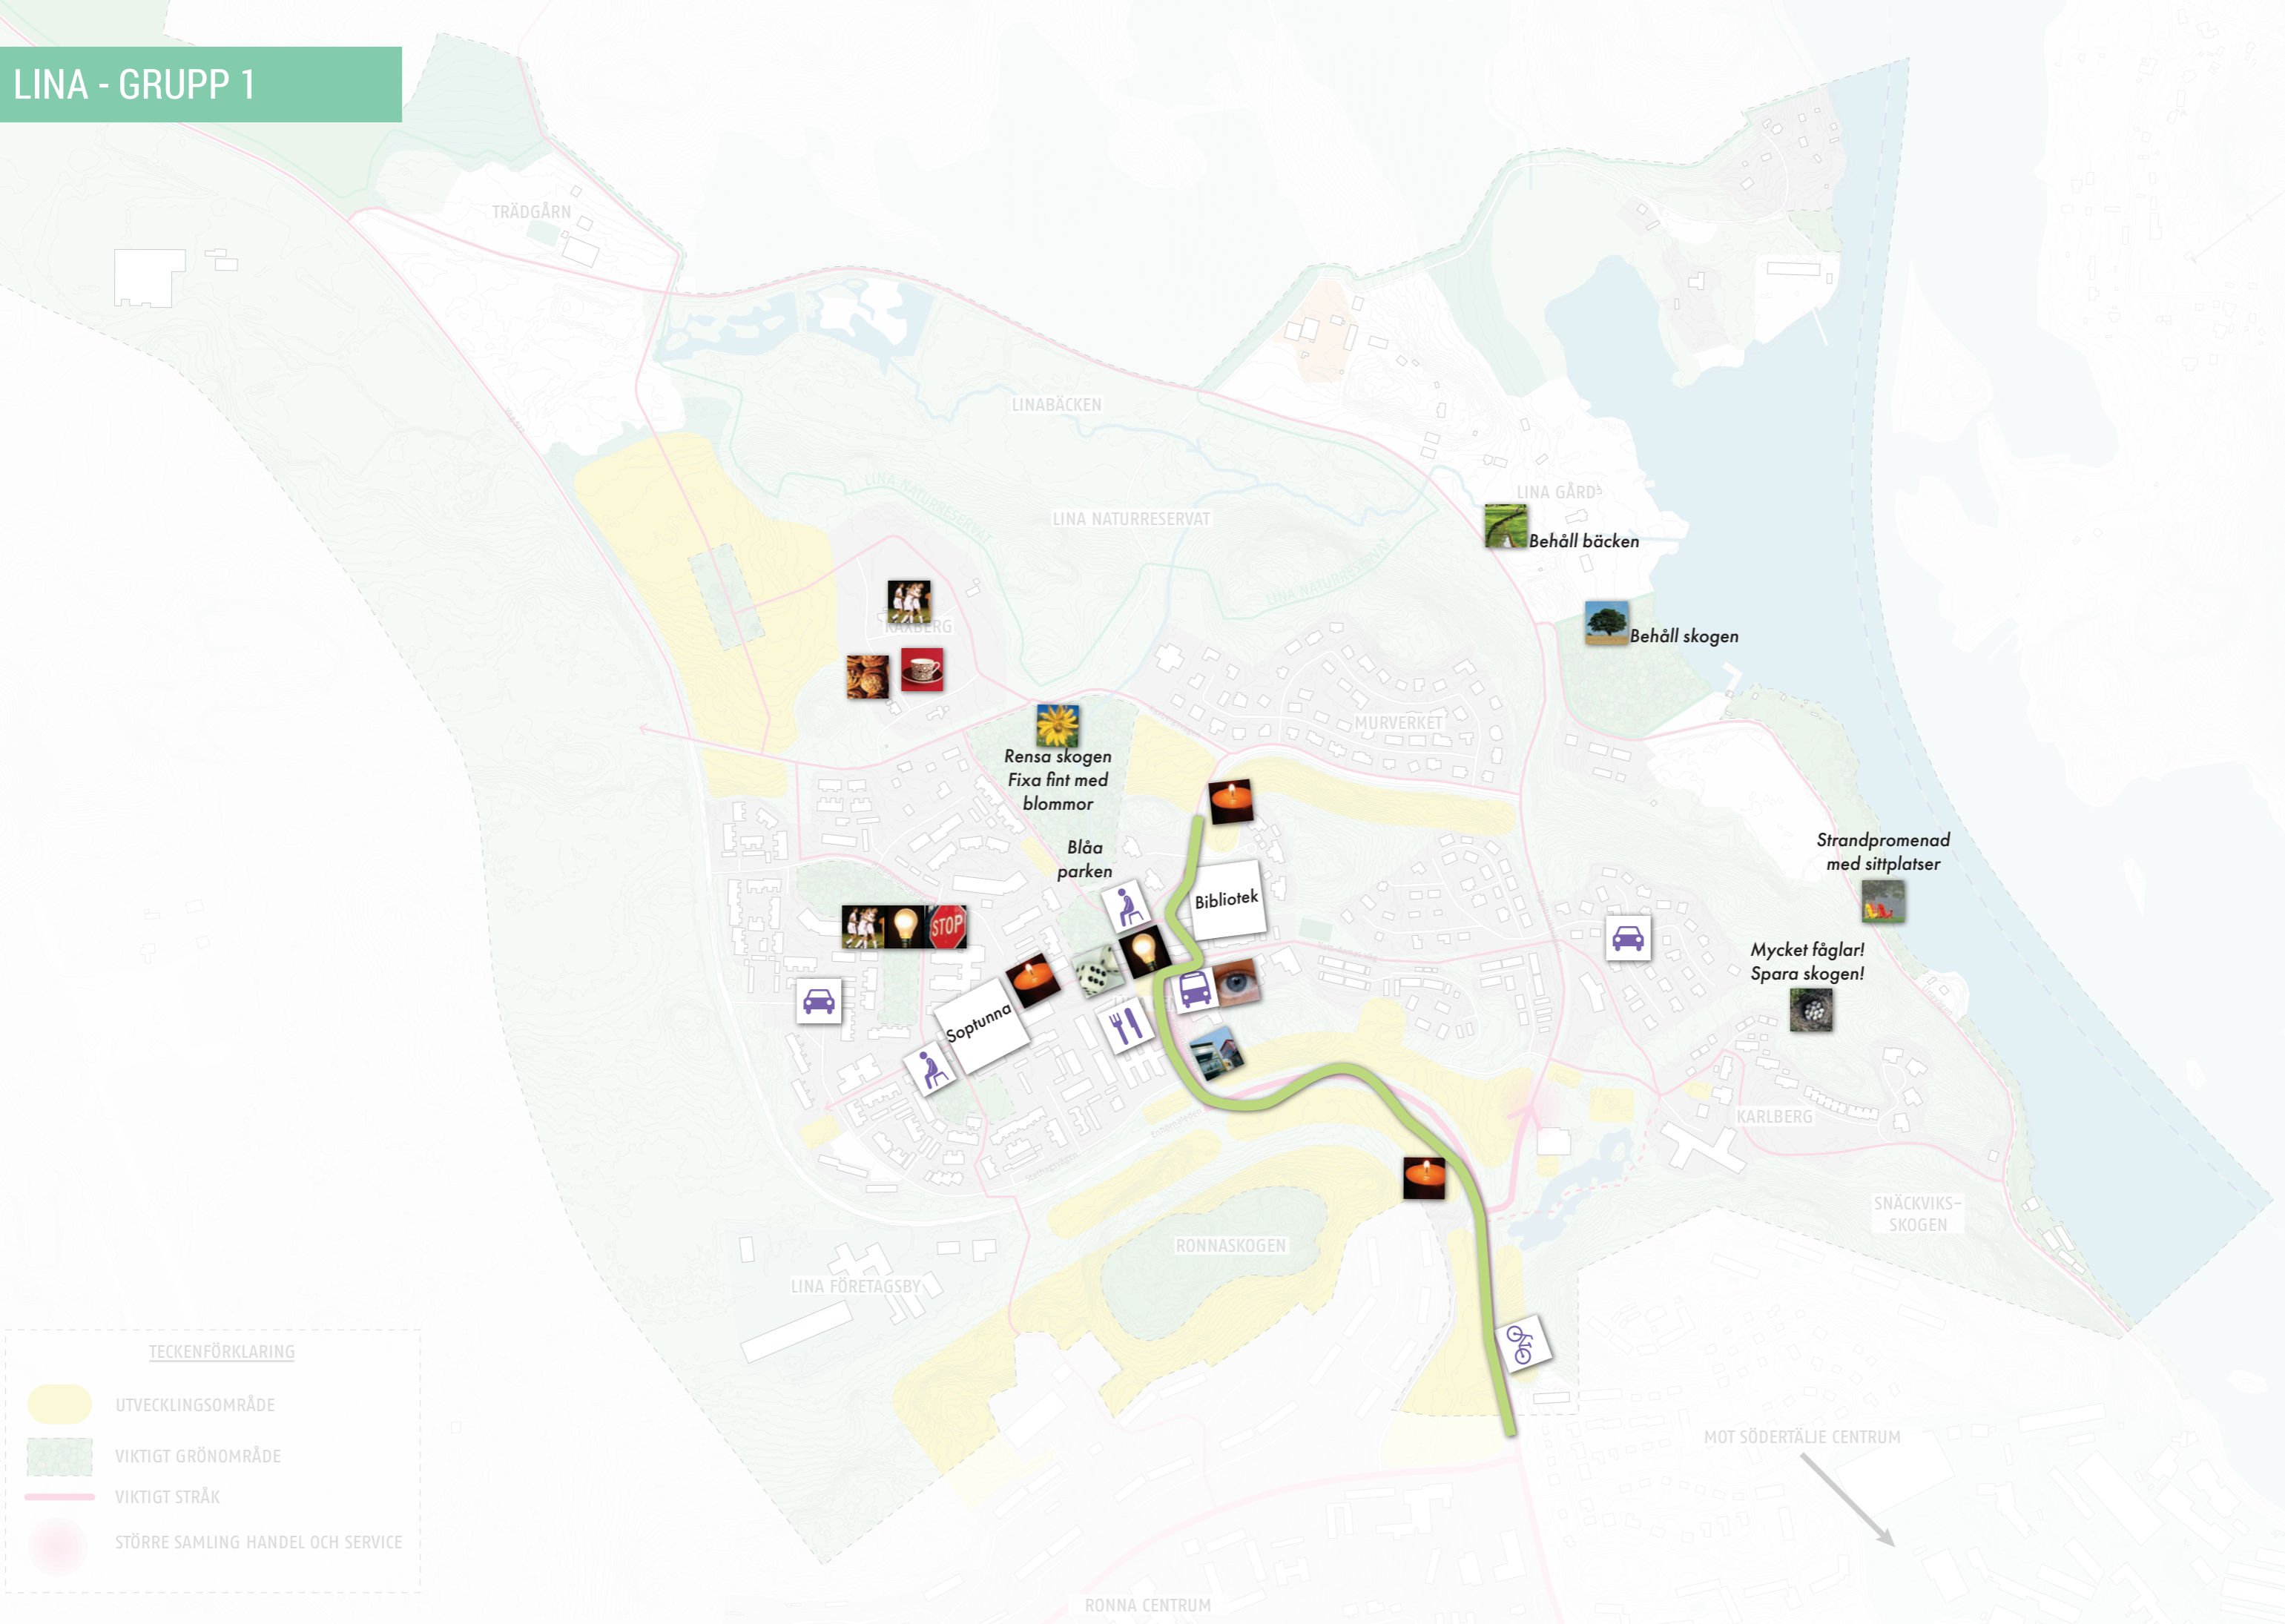 LINA - GRUPP 1
TRÄDGÅRN
LINABÄCKEN
LINA NATURRESERVAT
LINA NATURRESERVAT
LINA NATURRESERVAT
LINA GÅRD
Behåll bäcken
Behåll skogen
RAXBERG
MURVERKET
Rensa skogen
Fixa fint med
blommor
Blåa
parken
Bibliotek
STOP
Soptunna
Strandpromenad
med sittplatser
Mycket fåglar!
Spara skogen!
KARLBERG
SNÄCKVIKS-
SKOGEN
RONNASKOGEN
LINA FÖRETAGSBY
MOT SÖDERTÄLJE CENTRUM
RONNA CENTRUM
TECKENFÖRKLARING
UTVECKLINGSOMRÅDE
VIKTIGT GRÖNOMRÅDE
VIKTIGT STRÅK
STÖRRE SAMLING HANDEL OCH SERVICE